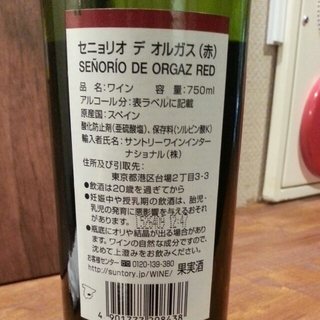 セニョリオ デ オルガス(赤)
SEÑORÍO DE ORGAZ RED
品 名:ワイン 容 量:750ml
アルコール分:表ラベルに記載
原産国:スペイン
酸化防止剤(亜硫酸塩)、保存料(ソルビン酸K)
輸入者氏名:サントリーワインインター
ナショナル(株)
住所及び引取先:
東京都港区台場2丁目3-3
●飲酒は20歳を過ぎてから
●妊娠中や授乳期の飲酒は、胎児・
乳児の発育に悪影響を与えるおそれ
があります。
●瓶底にオリや結晶が出る場合があり
ます。ワインの自然な成分ですので、
沈めて上澄みをお飲みください。
お客様センター 0120-139-380
http://suntory.jp/WINE/
果実酒